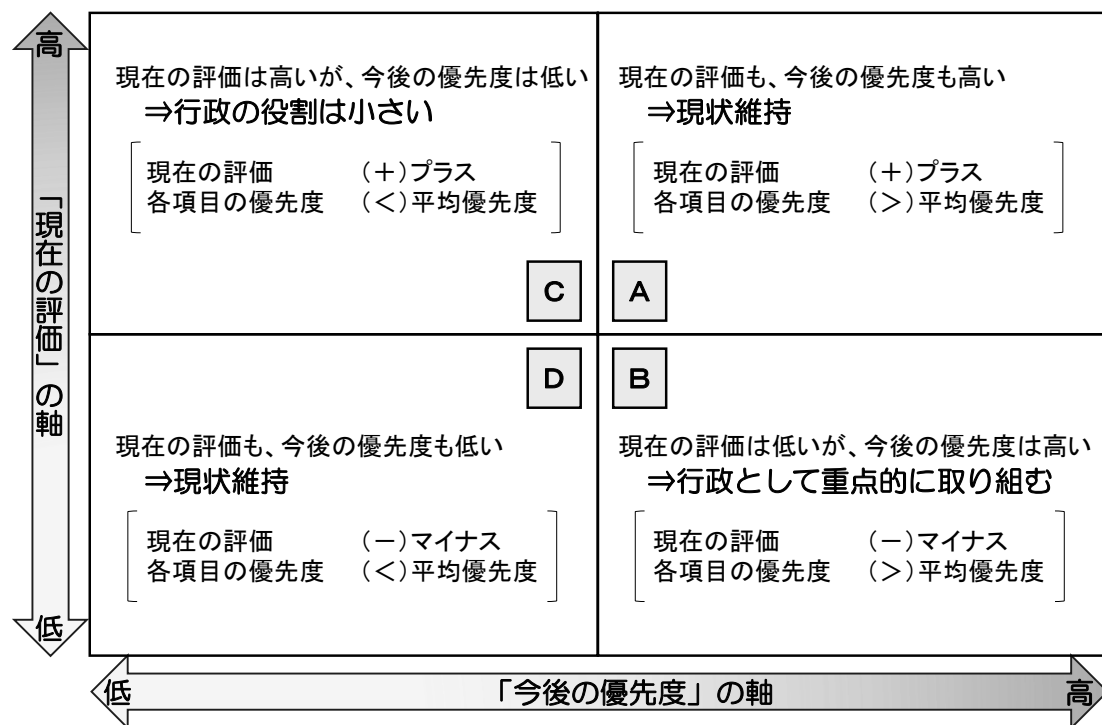 高
「現在の評価」の軸
低
現在の評価は高いが、今後の優先度は低い
⇒行政の役割は小さい
現在の評価 (+)プラス
各項目の優先度 (<)平均優先度
C
現在の評価も、今後の優先度も高い
⇒現状維持
現在の評価 (+)プラス
各項目の優先度 (>)平均優先度
A
D
現在の評価も、今後の優先度も低い
⇒現状維持
現在の評価 (-)マイナス
各項目の優先度 (<)平均優先度
B
現在の評価は低いが、今後の優先度は高い
⇒行政として重点的に取り組む
現在の評価 (-)マイナス
各項目の優先度 (>)平均優先度
低
「今後の優先度」の軸
高